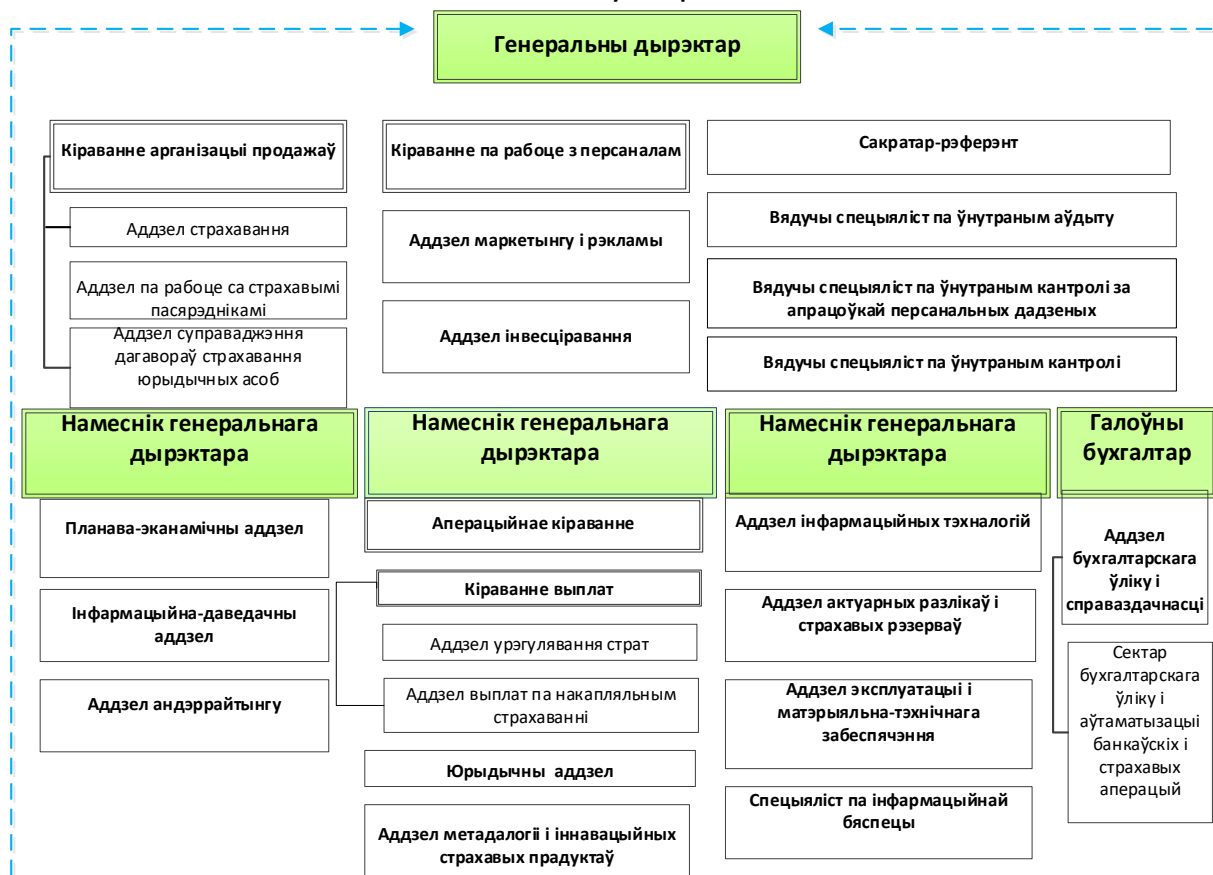 Генеральны дырэктар
Кіраванне арганізацыі продажаў
Аддзел страхавання
Аддзел па рабоце са страхавымі
пасярэднікамі
Аддзел суправаджэння
дагавораў страхавання
юрыдычных асоб
Кіраванне па рабоце з персаналам
Аддзел маркетынгу і рэкламы
Аддзел інвесціравання
Сакратар-рэферэнт
Вядучы спецыяліст па ўнутраным аўдыту
Вядучы спецыяліст па ўнутраным кантролі за
апрацоўкай персанальных дадзеных
Вядучы спецыяліст па ўнутраным кантролі
Намеснік генеральнага
дырэктара
Планава-эканамічны аддзел
Інфармацыйна-даведачны
аддзел
Аддзел андэррайтынгу
Намеснік генеральнага
дырэктара
Аперацыйнае кіраванне
Кіраванне выплат
Аддзел урэгулявання страт
Аддзел выплат па накапляльным
страхаванні
Юрыдычны аддзел
Аддзел метадалогіі і іннавацыйных
страхавых прадуктаў
Намеснік генеральнага
дырэктара
Аддзел інфармацыйных тэхналогій
Аддзел актуарных разлікаў і
страхавых рэзерваў
Аддзел эксплуатацыі і
матэрыяльна-тэхнічнага
забеспячэння
Спецыяліст па інфармацыйнай
бяспецы
Галоўны
бухгалтар
Аддзел
бухгалтарскага
ўліку і
справаздачнасці
Сектар
бухгалтарскага
ўліку і
аўтаматызацыі
банкаўскіх і
страхавых
аперацый